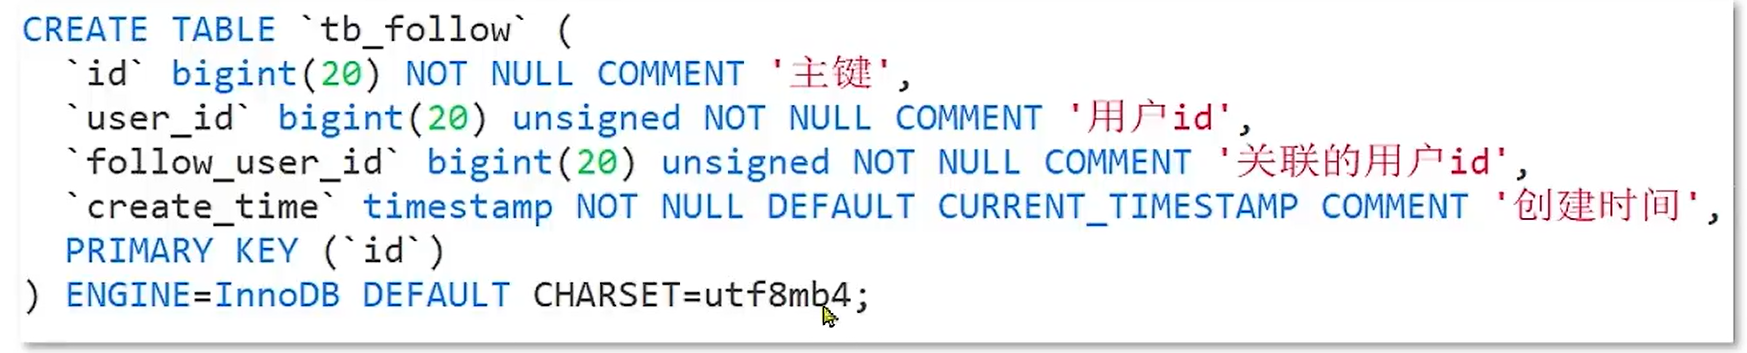 CREATE TABLE `tb_follow` (
`id` bigint(20) NOT NULL COMMENT '主键',
`user_id` bigint(20) unsigned NOT NULL COMMENT '用户id',
`follow_user_id` bigint(20) unsigned NOT NULL COMMENT '关联的用户id',
`create_time` timestamp NOT NULL DEFAULT CURRENT_TIMESTAMP COMMENT '创建时间',
PRIMARY KEY (`id`)
) ENGINE=InnoDB DEFAULT CHARSET=utf8mb4;